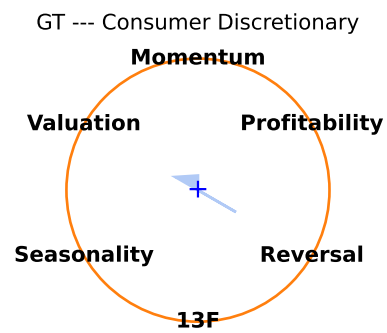 GT --- Consumer Discretionary
Momentum
Valuation
Profitability
Seasonality
Reversal
13F